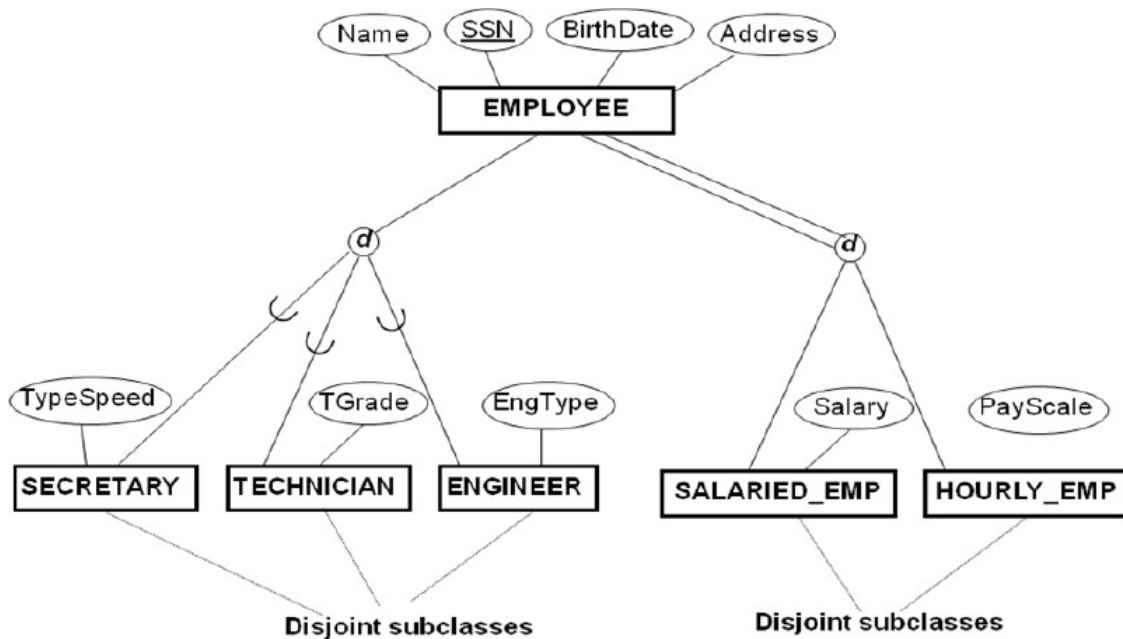 Name
SSN
BirthDate
Address
EMPLOYEE
d
d
TypeSpeed
TGrade
EngType
Salary
PayScale
SECRETARY
TECHNICIAN
ENGINEER
SALARIED_EMP
HOURLY_EMP
Disjoint subclasses
Disjoint subclasses